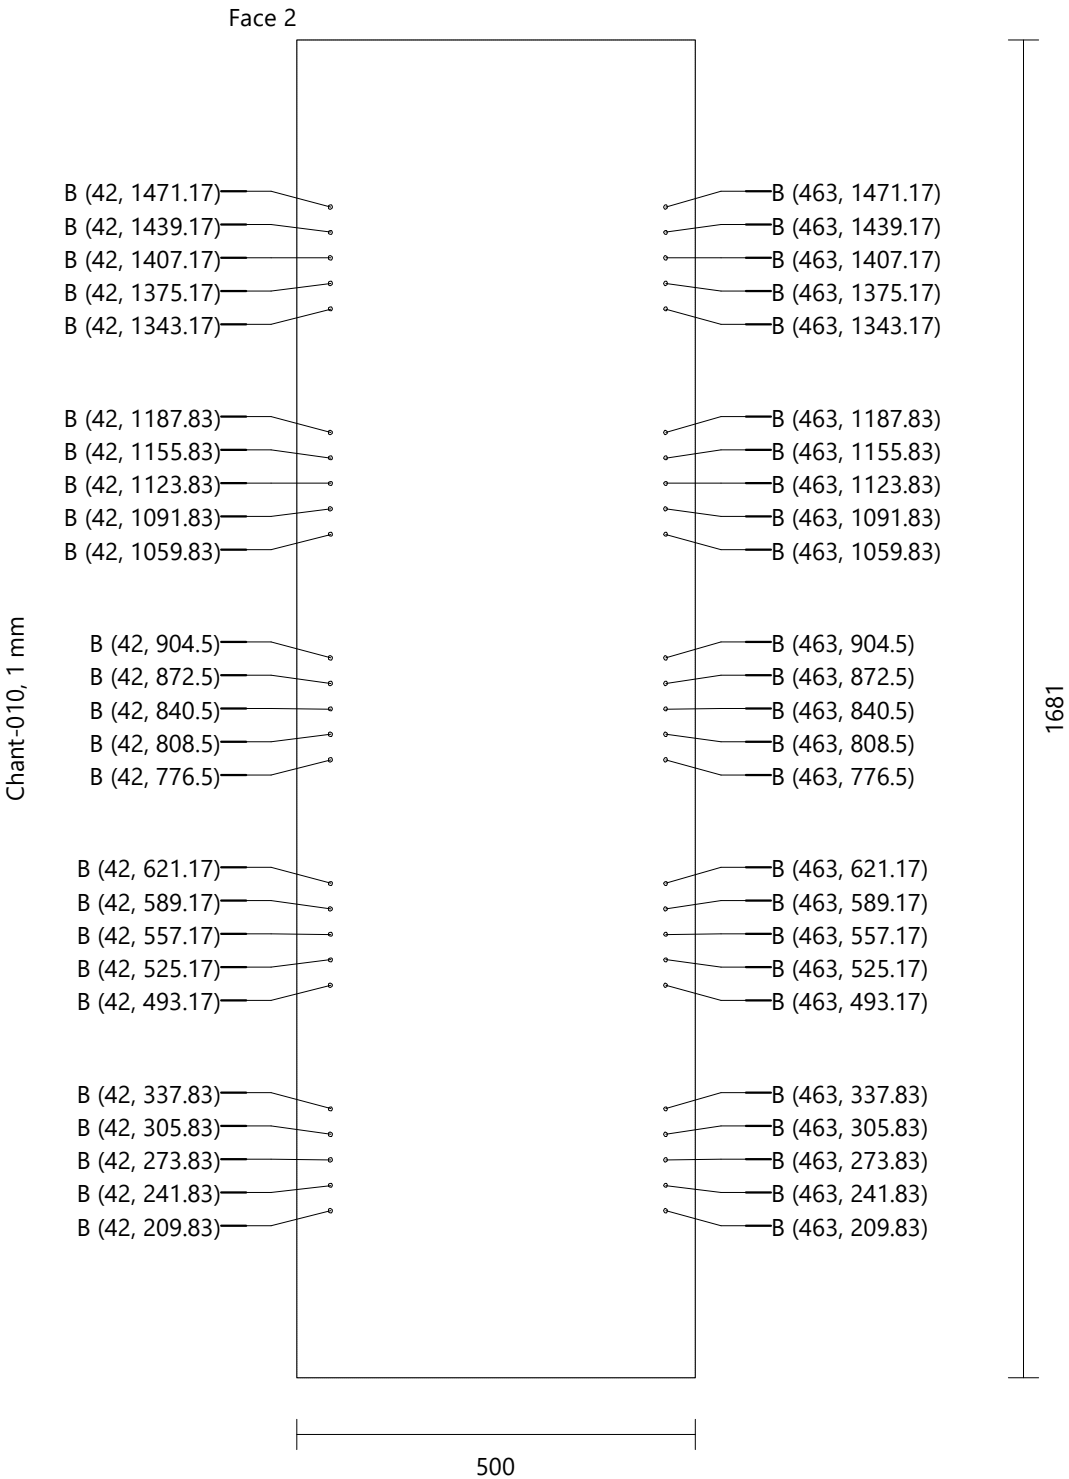 Face 2
B (42, 1471.17)
B (42, 1439.17)
B (42, 1407.17)
B (42, 1375.17)
B (42, 1343.17)
B (42, 1187.83)
B (42, 1155.83)
B (42, 1123.83)
B (42, 1091.83)
B (42, 1059.83)
B (42, 904.5)
B (42, 872.5)
B (42, 840.5)
B (42, 808.5)
B (42, 776.5)
B (42, 621.17)
B (42, 589.17)
B (42, 557.17)
B (42, 525.17)
B (42, 493.17)
B (42, 337.83)
B (42, 305.83)
B (42, 273.83)
B (42, 241.83)
B (42, 209.83)
B (463, 1471.17)
B (463, 1439.17)
B (463, 1407.17)
B (463, 1375.17)
B (463, 1343.17)
B (463, 1187.83)
B (463, 1155.83)
B (463, 1123.83)
B (463, 1091.83)
B (463, 1059.83)
B (463, 904.5)
B (463, 872.5)
B (463, 840.5)
B (463, 808.5)
B (463, 776.5)
B (463, 621.17)
B (463, 589.17)
B (463, 557.17)
B (463, 525.17)
B (463, 493.17)
B (463, 337.83)
B (463, 305.83)
B (463, 273.83)
B (463, 241.83)
B (463, 209.83)
Chant-010, 1 mm
1681
500